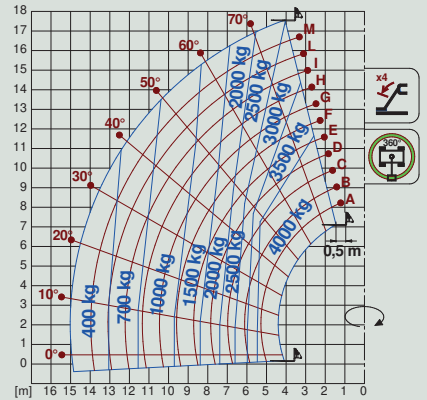 18
17
16
15
14
13
12
11
10
9
8
7
6
5
4
3
2
1
0
[m] 16 15 14 13 12 11 10 9 8 7 6 5 4 3 2 1 0
70°
60°
50°
40°
30°
20°
10°
0°
M
L
I
H
G
F
E
D
C
B
A
2000 kg
2500 kg
3000 kg
3500 kg
4000 kg
400 kg
700 kg
1000 kg
1500 kg
2000 kg
2500 kg
0,5 m
x4
360°